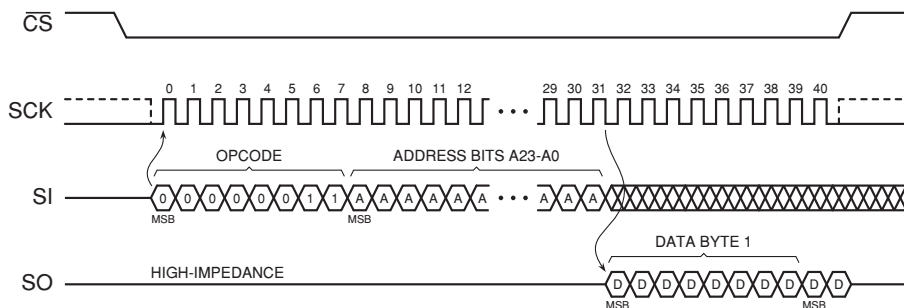 CS
0 1 2 3 4 5 6 7 8 9 10 11 12 29 30 31 32 33 34 35 36 37 38 39 40
SCK
OPCODE ADDRESS BITS A23-A0
SI 0 0 0 0 0 0 1 1 A A A A A A A A A
MSB MSB
DATA BYTE 1
SO HIGH-IMPEDANCE D D D D D D D D D D
MSB MSB